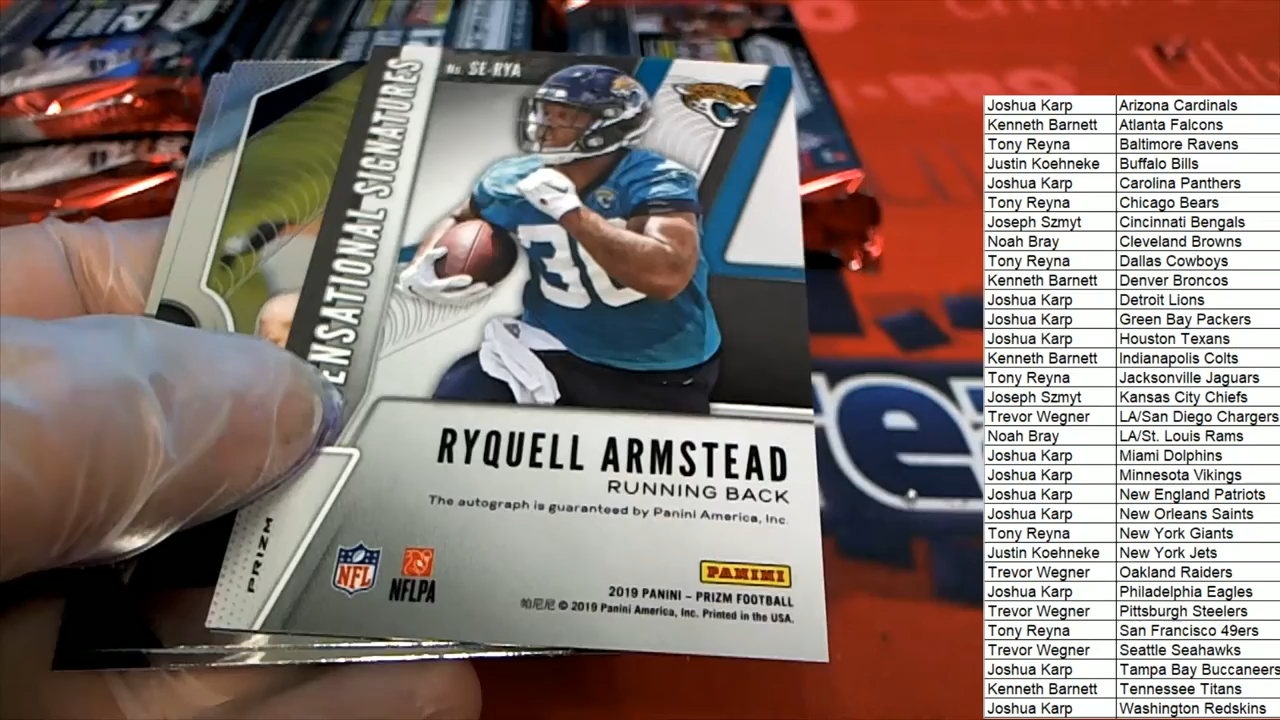 No. SE-RYA
ENSATIONAL SIGNATURES
30
RYQUELL ARMSTEAD
RUNNING BACK
The autograph is guaranteed by Panini America, Inc.
NFL
NFLPA
PANINI
2019 PANINI - PRIZM FOOTBALL
帕尼尼 © 2019 Panini America, Inc. Printed in the USA.
PRIZM
Joshua Karp Arizona Cardinals
Kenneth Barnett Atlanta Falcons
Tony Reyna Baltimore Ravens
Justin Koehneke Buffalo Bills
Joshua Karp Carolina Panthers
Tony Reyna Chicago Bears
Joseph Szmyt Cincinnati Bengals
Noah Bray Cleveland Browns
Tony Reyna Dallas Cowboys
Kenneth Barnett Denver Broncos
Joshua Karp Detroit Lions
Joshua Karp Green Bay Packers
Joshua Karp Houston Texans
Kenneth Barnett Indianapolis Colts
Tony Reyna Jacksonville Jaguars
Joseph Szmyt Kansas City Chiefs
Trevor Wegner LA/San Diego Chargers
Noah Bray LA/St. Louis Rams
Joshua Karp Miami Dolphins
Joshua Karp Minnesota Vikings
Joshua Karp New England Patriots
Joshua Karp New Orleans Saints
Tony Reyna New York Giants
Justin Koehneke New York Jets
Trevor Wegner Oakland Raiders
Joshua Karp Philadelphia Eagles
Trevor Wegner Pittsburgh Steelers
Tony Reyna San Francisco 49ers
Trevor Wegner Seattle Seahawks
Joshua Karp Tampa Bay Buccaneers
Kenneth Barnett Tennessee Titans
Joshua Karp Washington Redskins